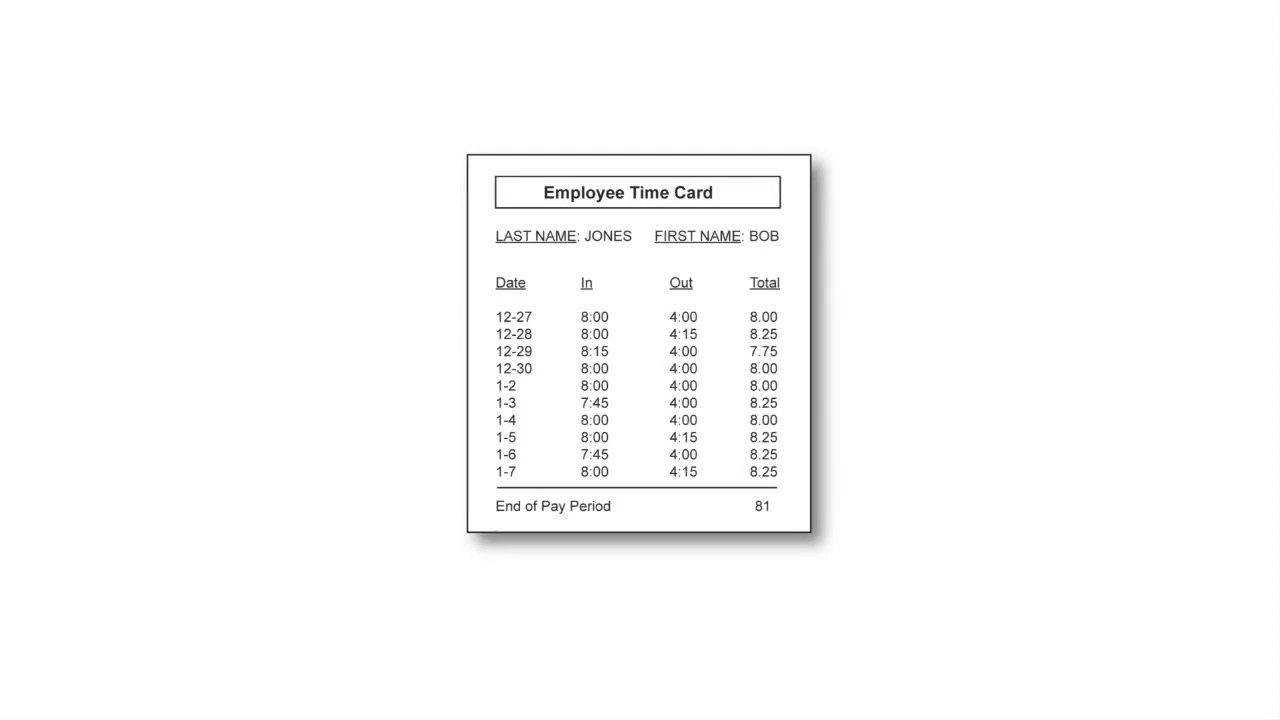 Employee Time Card
LAST NAME: JONES FIRST NAME: BOB
Date In Out Total
12-27 8:00 4:00 8.00
12-28 8:00 4:15 8.25
12-29 8:15 4:00 7.75
12-30 8:00 4:00 8.00
1-2 8:00 4:00 8.00
1-3 7:45 4:00 8.25
1-4 8:00 4:00 8.00
1-5 8:00 4:15 8.25
1-6 7:45 4:00 8.25
1-7 8:00 4:15 8.25
End of Pay Period 81